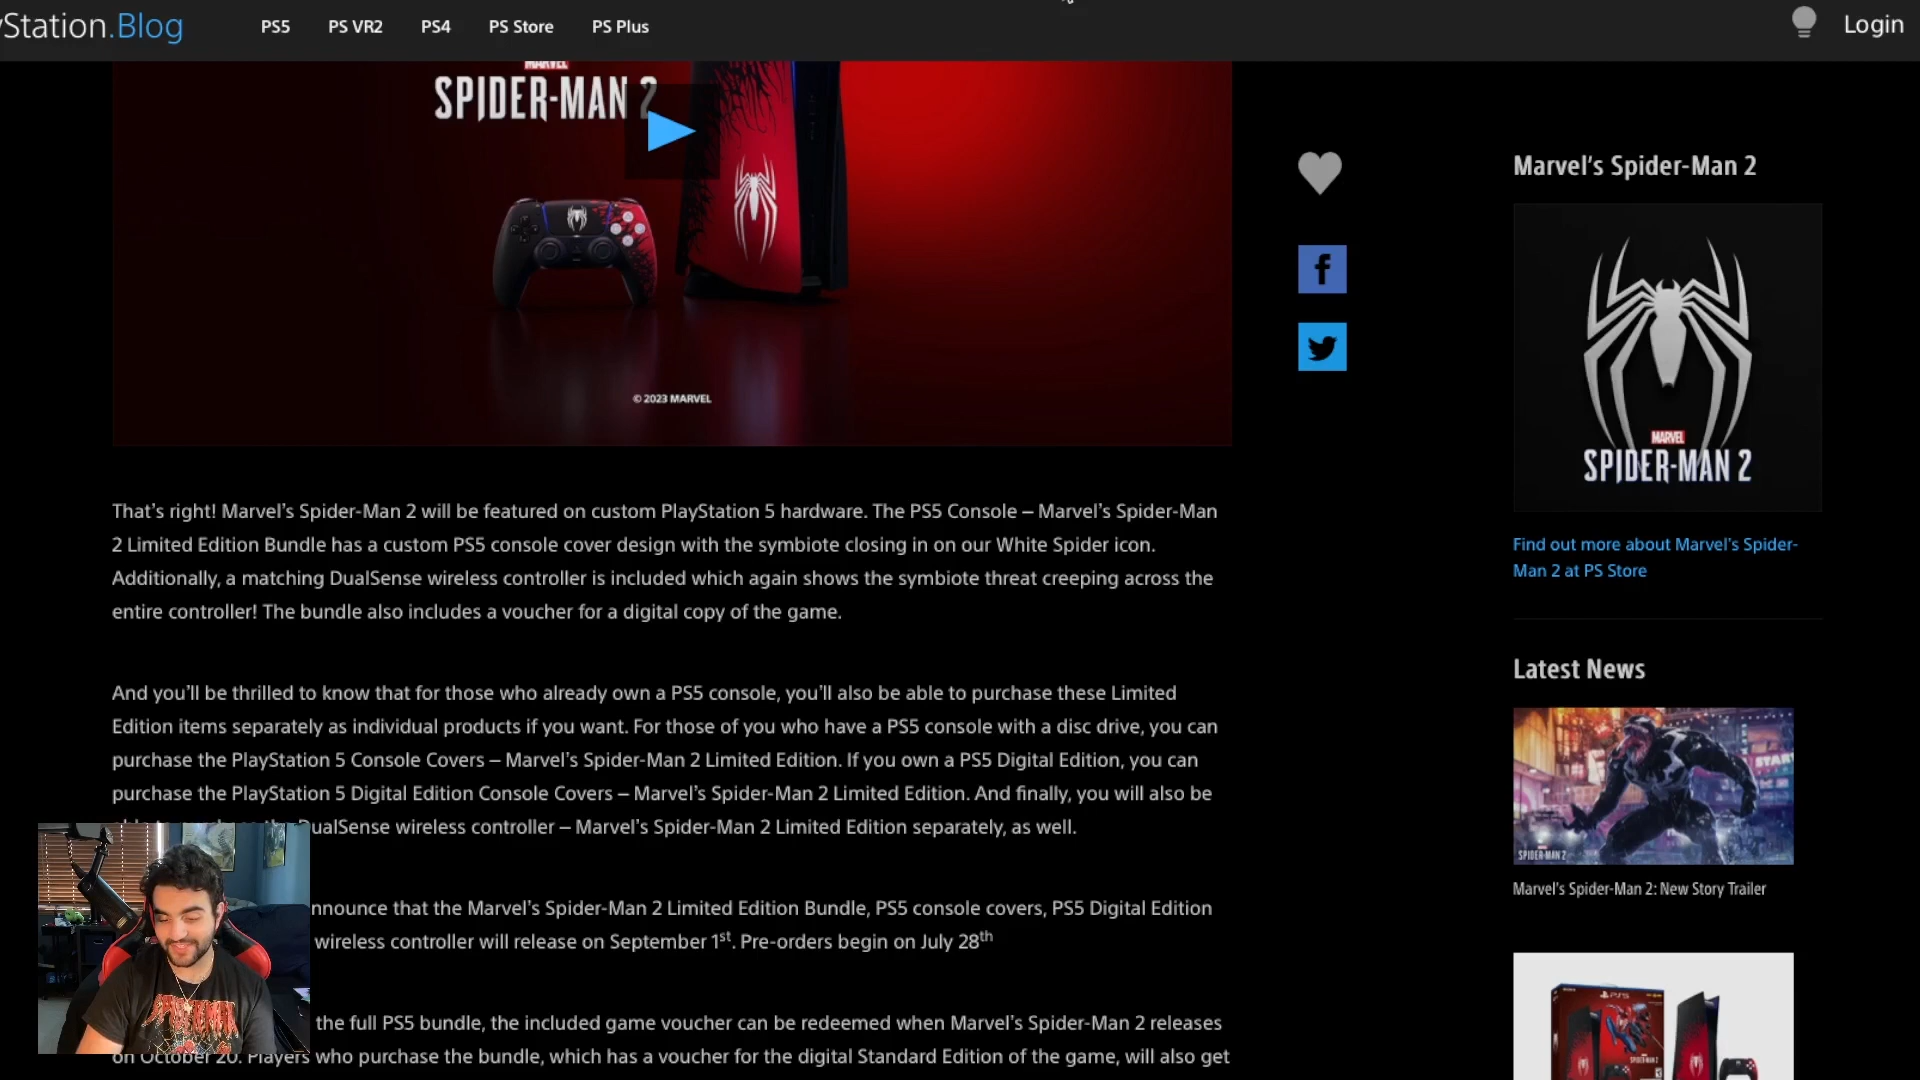 yStation.Blog
PS5
PS VR2
PS4
PS Store
PS Plus
Login
MARVEL
SPIDER-MAN 2
© 2023 MARVEL
That's right! Marvel's Spider-Man 2 will be featured on custom PlayStation 5 hardware. The PS5 Console – Marvel's Spider-Man
2 Limited Edition Bundle has a custom PS5 console cover design with the symbiote closing in on our White Spider icon.
Additionally, a matching DualSense wireless controller is included which again shows the symbiote threat creeping across the
entire controller! The bundle also includes a voucher for a digital copy of the game.
And you'll be thrilled to know that for those who already own a PS5 console, you'll also be able to purchase these Limited
Edition items separately as individual products if you want. For those of you who have a PS5 console with a disc drive, you can
purchase the PlayStation 5 Console Covers – Marvel's Spider-Man 2 Limited Edition. If you own a PS5 Digital Edition, you can
purchase the PlayStation 5 Digital Edition Console Covers – Marvel's Spider-Man 2 Limited Edition. And finally, you will also be
DualSense wireless controller – Marvel's Spider-Man 2 Limited Edition separately, as well.
nnounce that the Marvel's Spider-Man 2 Limited Edition Bundle, PS5 console covers, PS5 Digital Edition
wireless controller will release on September 1st. Pre-orders begin on July 28th
the full PS5 bundle, the included game voucher can be redeemed when Marvel's Spider-Man 2 releases
on October 20. Players who purchase the bundle, which has a voucher for the digital Standard Edition of the game, will also get
Marvel's Spider-Man 2
MARVEL
SPIDER-MAN 2
Find out more about Marvel's Spider-
Man 2 at PS Store
Latest News
SPIDER-MAN 2
Marvel's Spider-Man 2: New Story Trailer
PS5